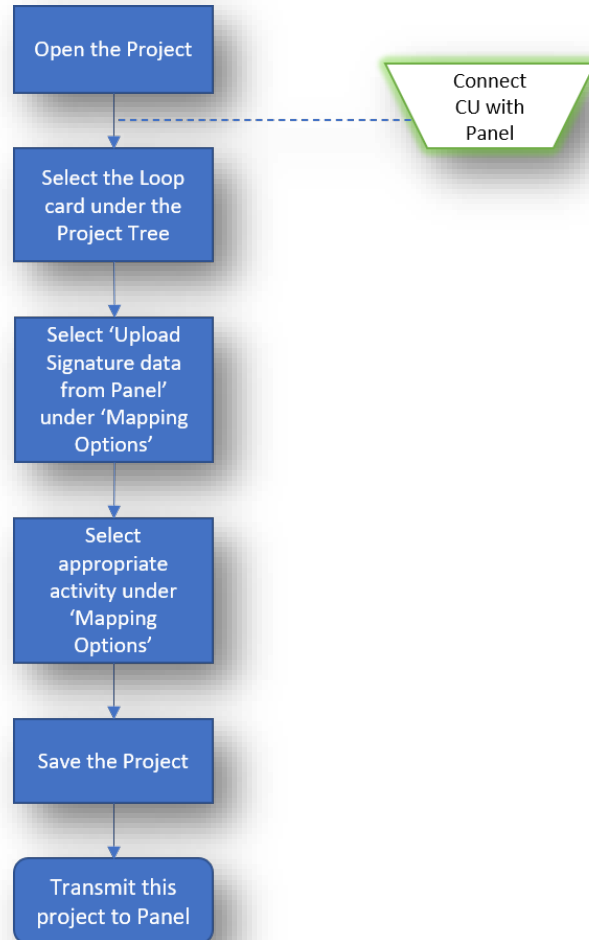 Open the Project
Connect
CU with
Panel
Select the Loop
card under the
Project Tree
Select ‘Upload
Signature data
from Panel’
under ‘Mapping
Options’
Select
appropriate
activity under
‘Mapping
Options’
Save the Project
Transmit this
project to Panel